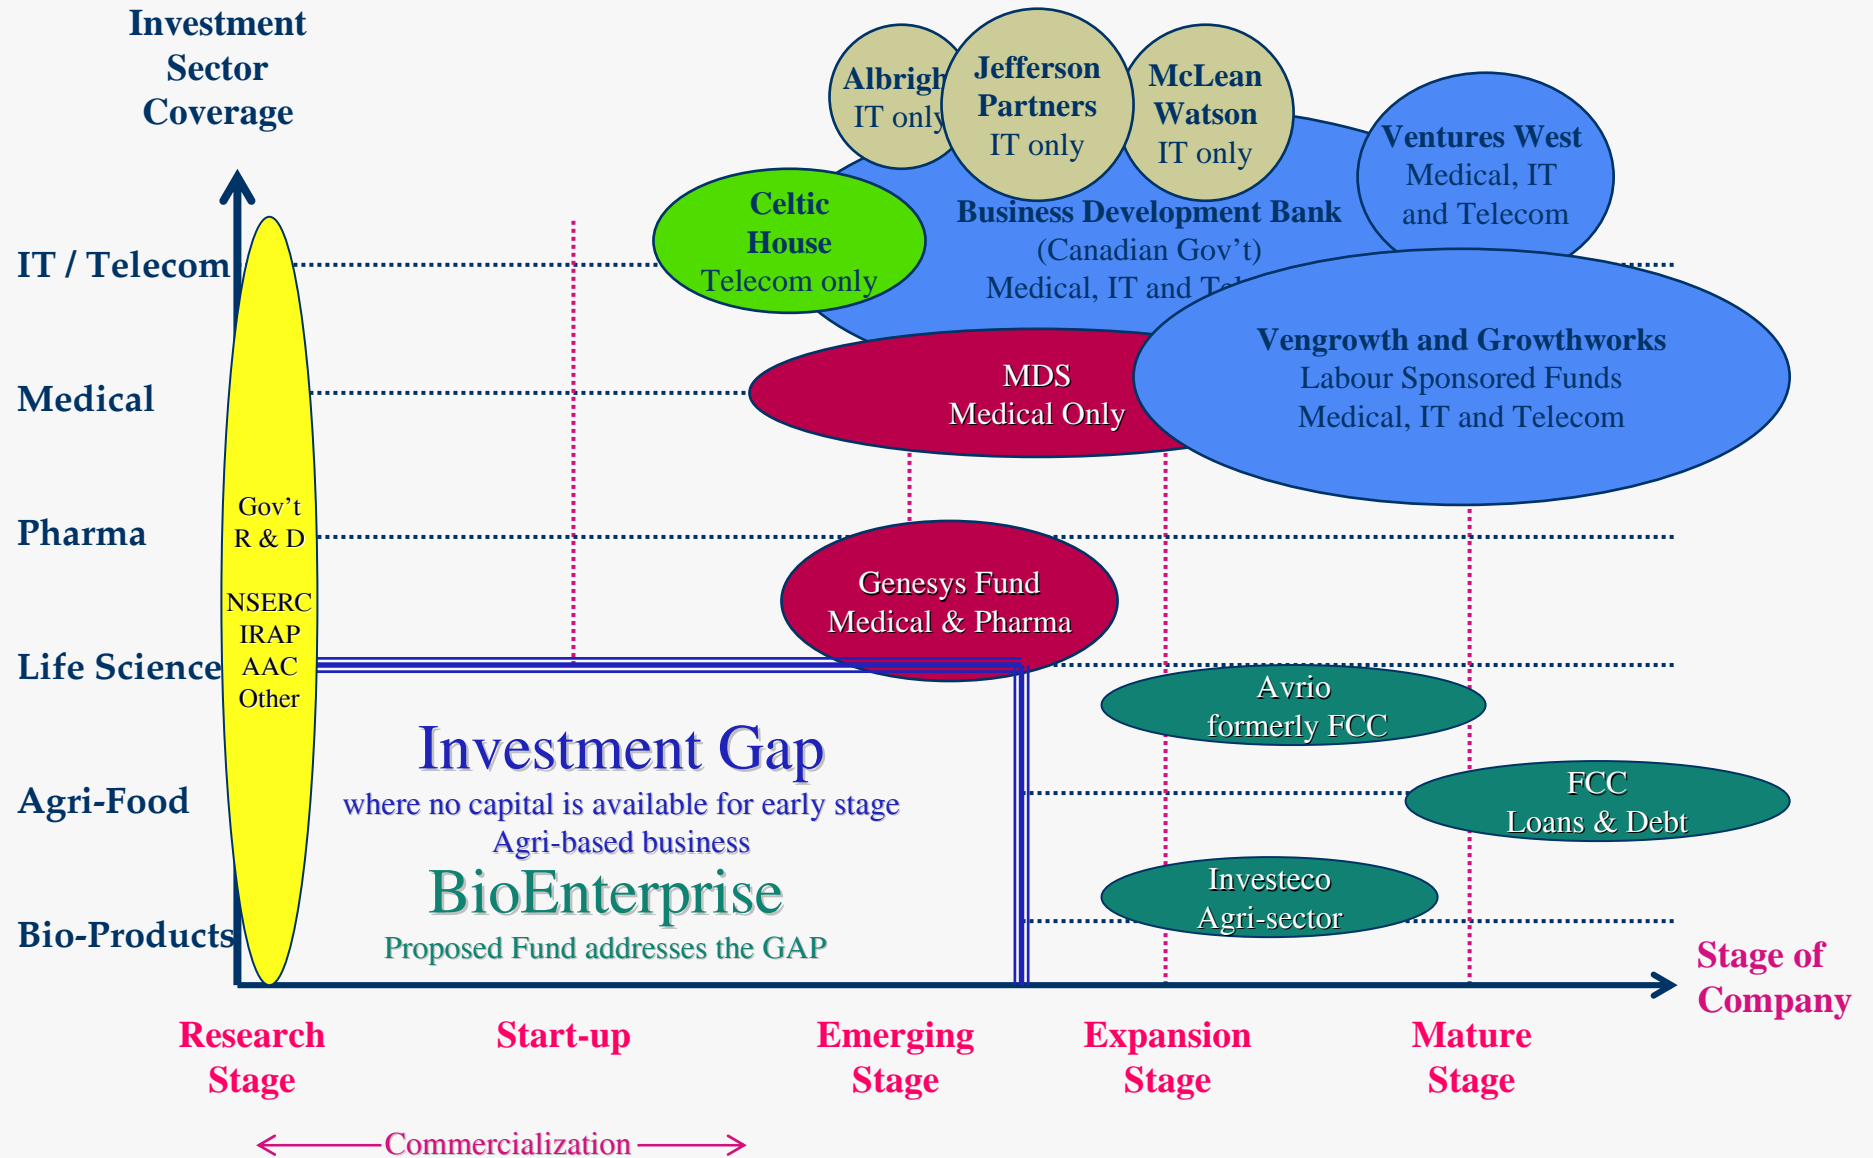 Investment
Sector
Coverage
Albrigh
IT only
Jefferson
Partners
IT only
McLean
Watson
IT only
Ventures West
Medical, IT
and Telecom
Celtic
House
Telecom only
Business Development Bank
(Canadian Gov’t)
Medical, IT and
IT / Telecom
Vengrowth and Growthworks
Labour Sponsored Funds
Medical, IT and Telecom
MDS
Medical Only
Medical
Gov’t
R & D
NSERC
IRAP
AAC
Other
Pharma
Genesys Fund
Medical & Pharma
Life Science
Avrio
formerly FCC
Investment Gap
where no capital is available for early stage
Agri-based business
BioEnterprise
Proposed Fund addresses the GAP
Agri-Food
FCC
Loans & Debt
Investeco
Agri-sector
Bio-Products
Stage of
Company
Research
Stage
Start-up
Emerging
Stage
Expansion
Stage
Mature
Stage
Commercialization